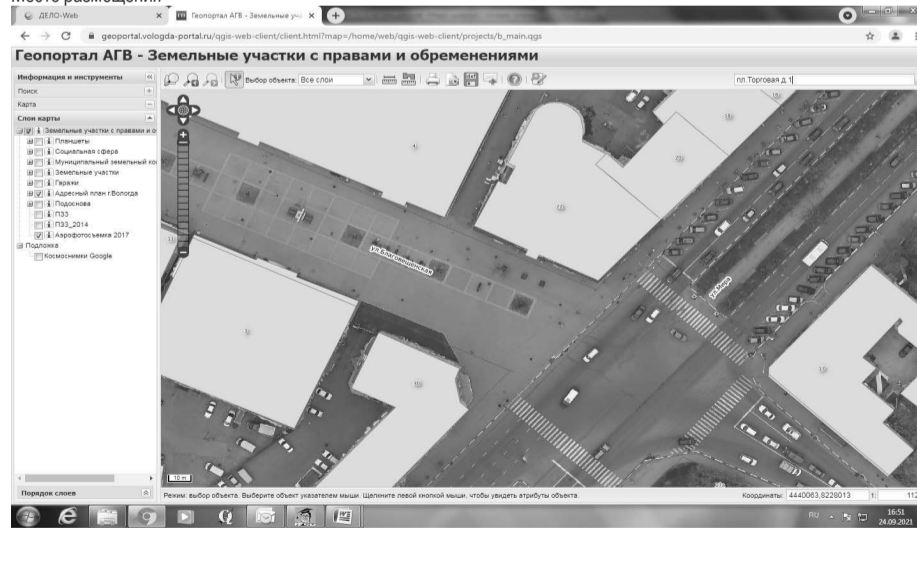 Место размещения
ДЕЛО-Web
Геопортал АГВ - Земельные уча
geoportal.vologda-portal.ru/qgis-web-client/client.html?map=/home/web/qgis-web-client/projects/b_main.qgs
Геопортал АГВ - Земельные участки с правами и обременениями
Информация и инструменты
Выбор объекта: Все слои
пл.Торговая д.1
Поиск
Карта
Слои карты
Земельные участки с правами и о
Планшеты
Социальная сфера
Муниципальный земельный ко
Земельные участки
Гаражи
Адресный план г.Вологда
Подоснова
ПЗЗ
ПЗЗ_2014
Аэрофотосъемка 2017
Подложка
Космоснимки Google
ул.Благовещенская
ул.Мира
10 m
Порядок слоев
Режим: выбор объекта. Выберите объект указателем мыши. Щелкните левой кнопкой мыши, чтобы увидеть атрибуты объекта.
Координаты: 4440063,8228013
1: 112
RU
16:51
24.09.2021